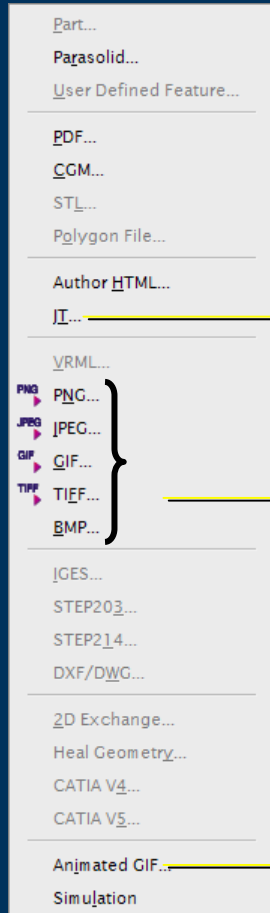 Part...
Parasolid...
User Defined Feature...
PDF...
CGM...
STL...
Polygon File...
Author HTML...
JT...
VRML...
PNG PNG...
JPEG JPEG...
GIF GIF...
TIFF TIFF...
BMP...
IGES...
STEP203...
STEP214...
DXF/DWG...
2D Exchange...
Heal Geometry...
CATIA V4...
CATIA V5...
Animated GIF...
Simulation